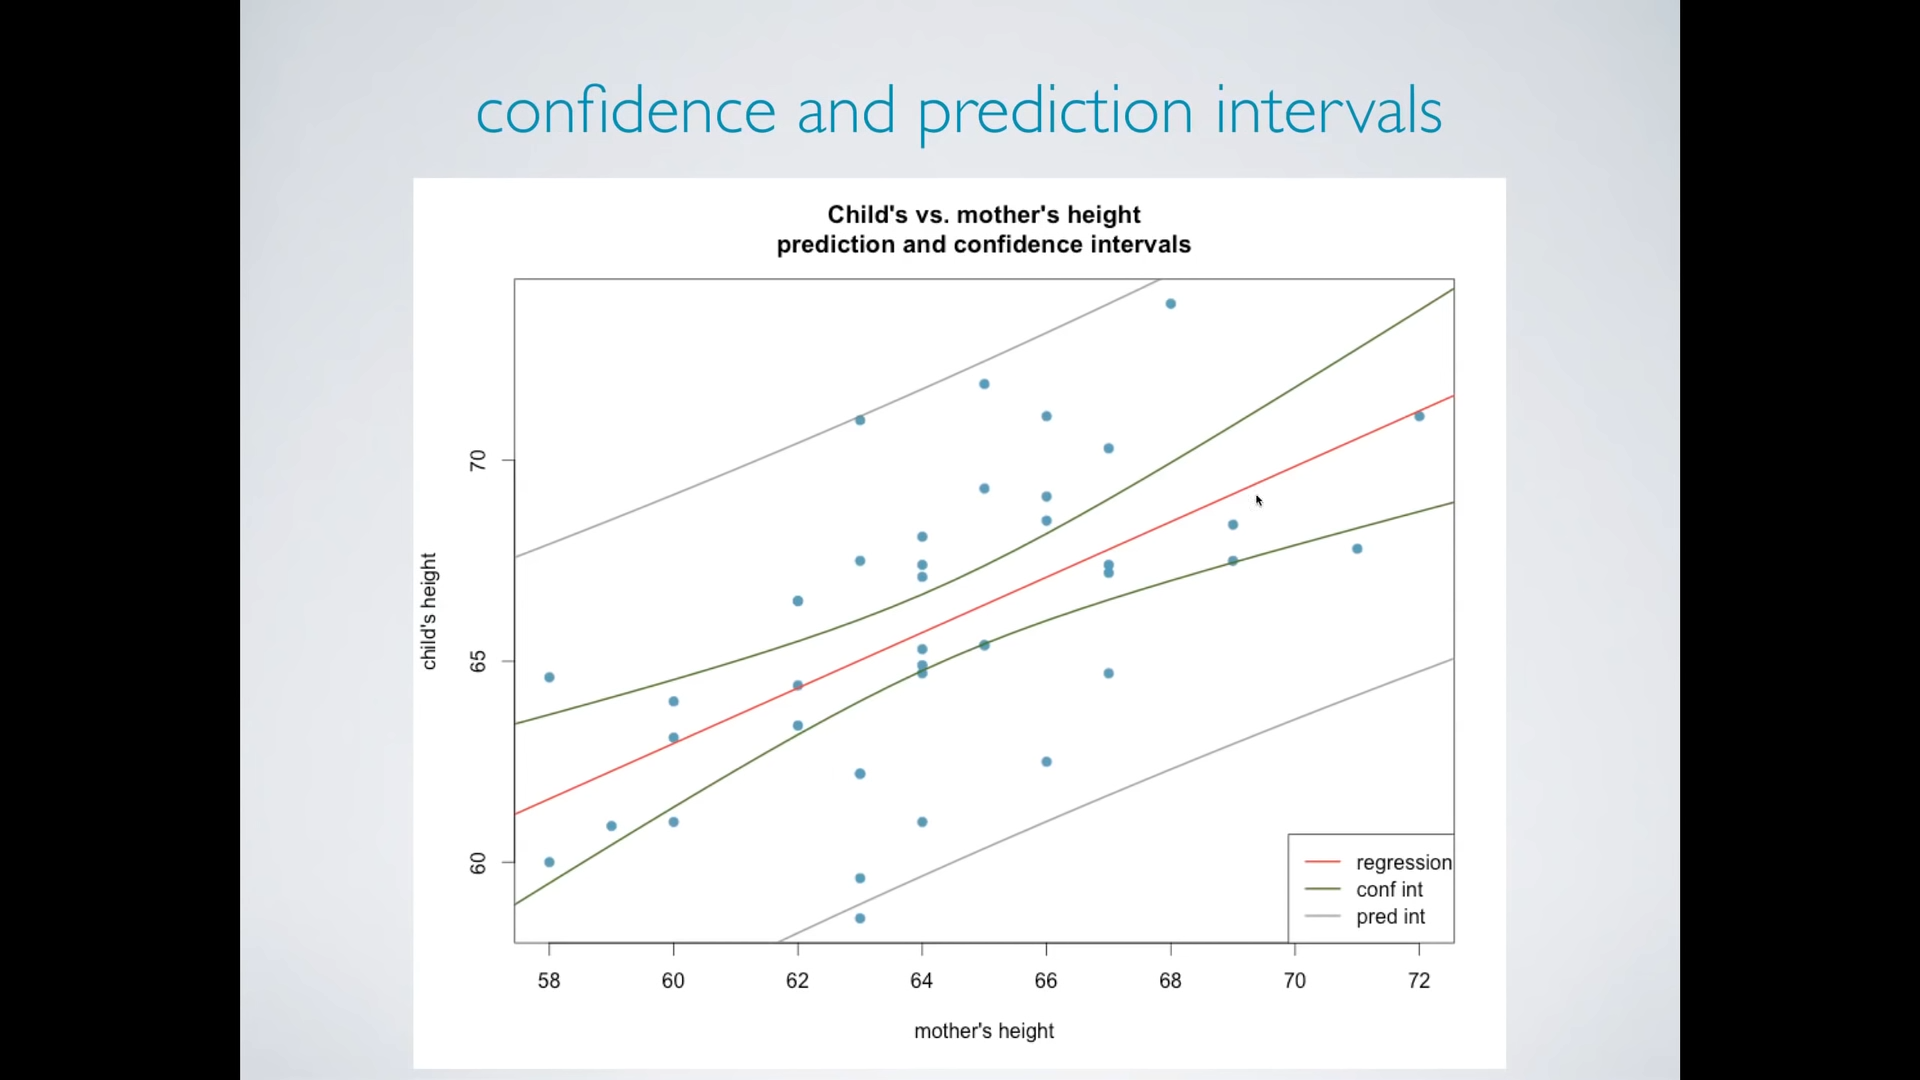 confidence and prediction intervals
Child's vs. mother's height
prediction and confidence intervals
child's height
70
65
60
regression
conf int
pred int
58 60 62 64 66 68 70 72
mother's height